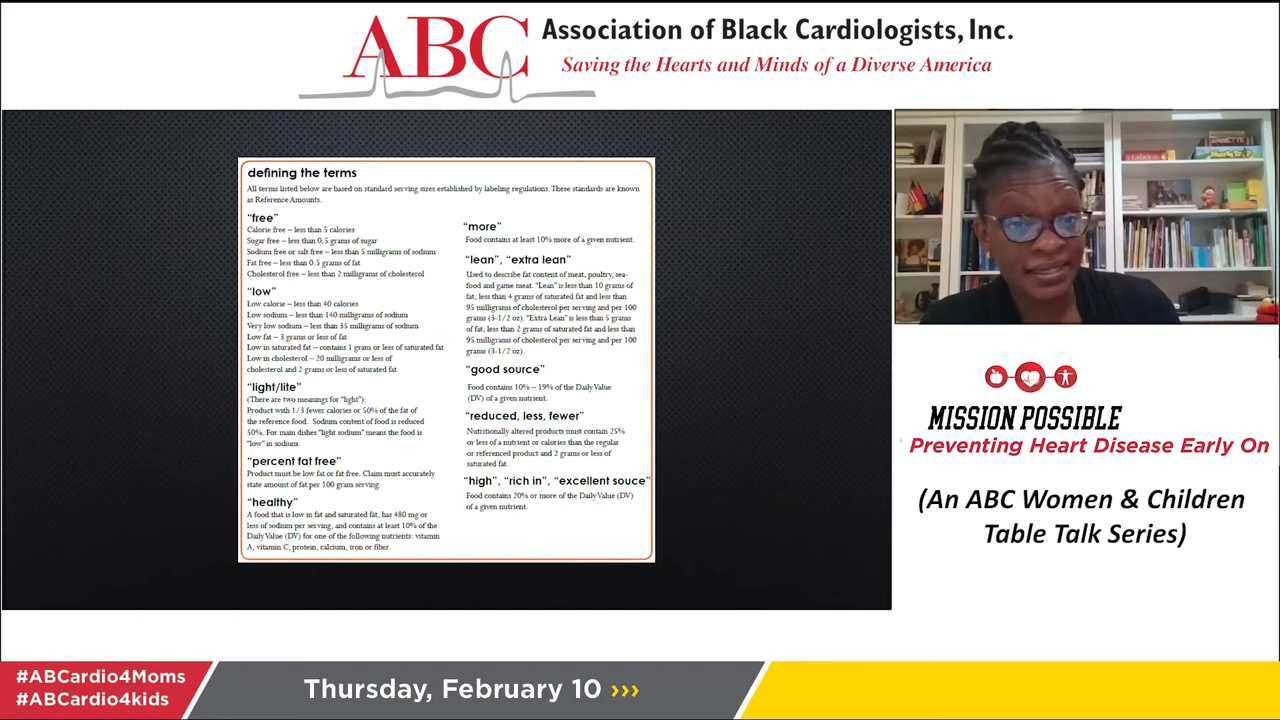 ABC
Association of Black Cardiologists, Inc.
Saving the Hearts and Minds of a Diverse America
defining the terms
All terms listed below are based on standard serving sizes established by labeling regulations. These standards are known
as Reference Amounts.
“free”
Calorie free – less than 5 calories
Sugar free – less than 0.5 grams of sugar
Sodium free or salt free – less than 5 milligrams of sodium
Fat free – less than 0.5 grams of fat
Cholesterol free – less than 2 milligrams of cholesterol
“low”
Low calorie – less than 40 calories
Low sodium – less than 140 milligrams of sodium
Very low sodium – less than 35 milligrams of sodium
Low fat – 3 grams or less of fat
Low in saturated fat – contains 1 gram or less of saturated fat
Low in cholesterol – 20 milligrams or less of
cholesterol and 2 grams or less of saturated fat
“light/lite”
(There are two meanings for “light”):
Product with 1/3 fewer calories or 50% of the fat of
the reference food. Sodium content of food is reduced
50%. For main dishes “light sodium” means the food is
“low” in sodium.
“percent fat free”
Product must be low fat or fat free. Claim must accurately
state amount of fat per 100 gram serving.
“healthy”
A food that is low in fat and saturated fat, has 480 mg or
less of sodium per serving, and contains at least 10% of the
Daily Value (DV) for one of the following nutrients: vitamin
A, vitamin C, protein, calcium, iron or fiber.
“more”
Food contains at least 10% more of a given nutrient.
“lean”, “extra lean”
Used to describe fat content of meat, poultry, sea-
food and game meat. “Lean” is less than 10 grams of
fat, less than 4 grams of saturated fat and less than
95 milligrams of cholesterol per serving and per 100
grams (3-1/2 oz). “Extra Lean” is less than 5 grams
of fat, less than 2 grams of saturated fat and less than
95 milligrams of cholesterol per serving and per 100
grams (3-1/2 oz).
“good source”
Food contains 10% – 19% of the Daily Value
(DV) of a given nutrient.
“reduced, less, fewer”
Nutritionally altered products must contain 25%
or less of a nutrient or calories than the regular
or referenced product and 2 grams or less of
saturated fat.
“high”, “rich in”, “excellent souce”
Food contains 20% or more of the Daily Value (DV)
of a given nutrient.
CATAN
MISSION POSSIBLE
Preventing Heart Disease Early On
(An ABC Women & Children
Table Talk Series)
#ABCardio4Moms
#ABCardio4kids
Thursday, February 10 ›››